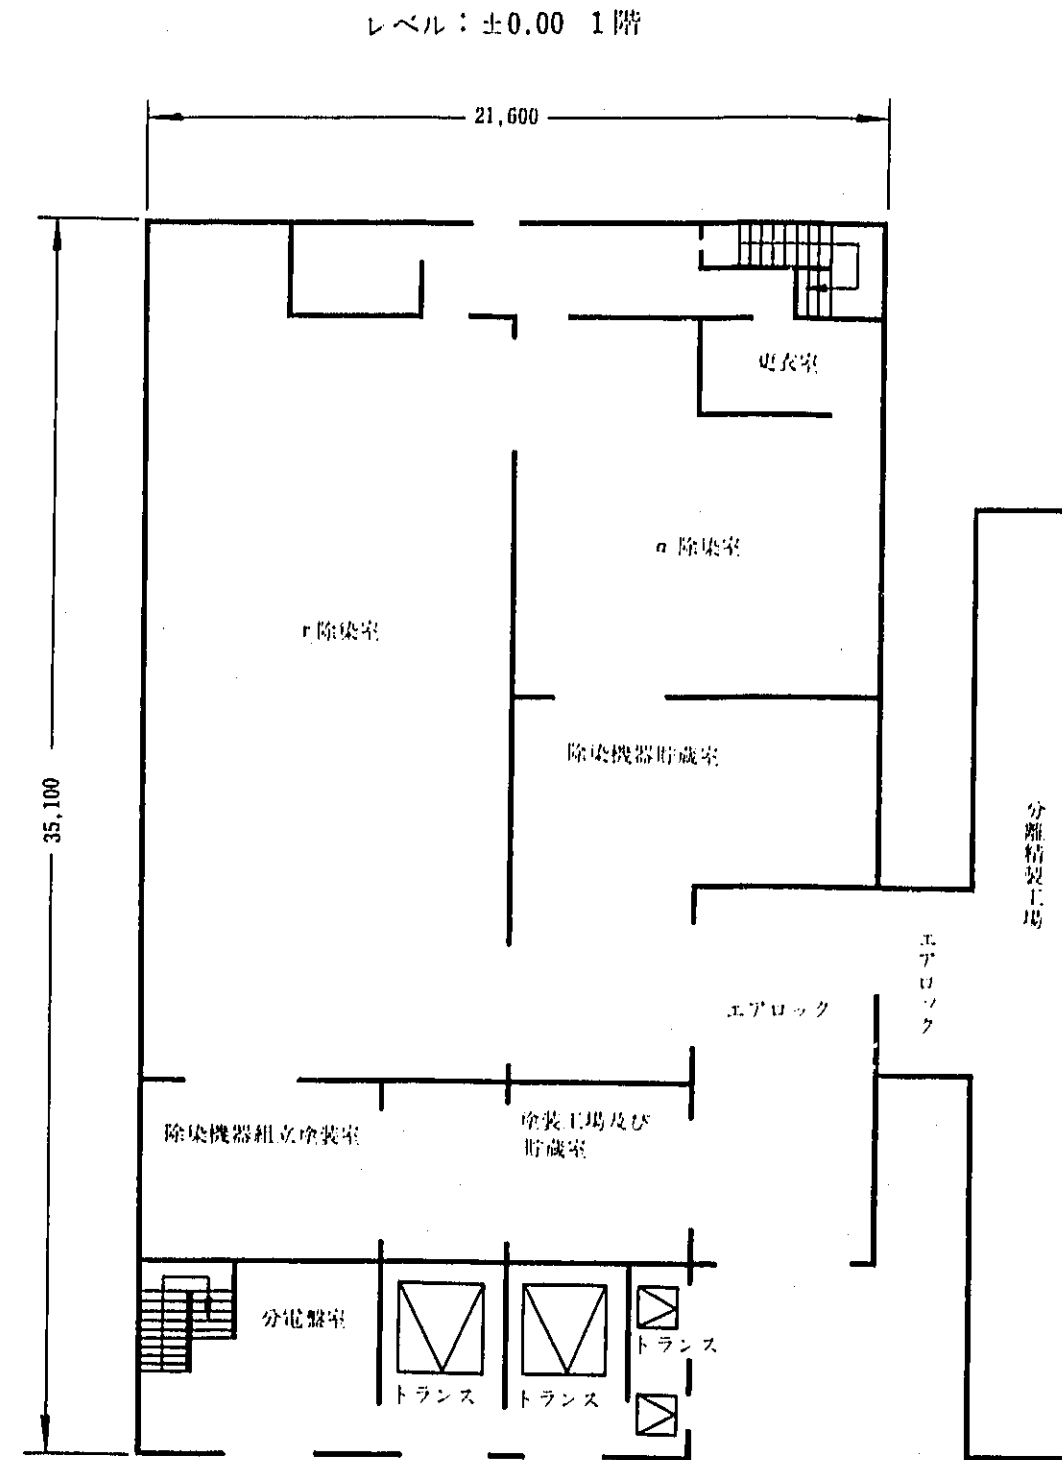 レベル：±0.00 1階
21,600
35,100
更衣室
α 除染室
r 除染室
除染機器貯蔵室
分離精製工場
エアロック
エアロック
除染機器組立塗装室
塗装工場及び
貯蔵室
分電盤室
トランス
トランス
トランス